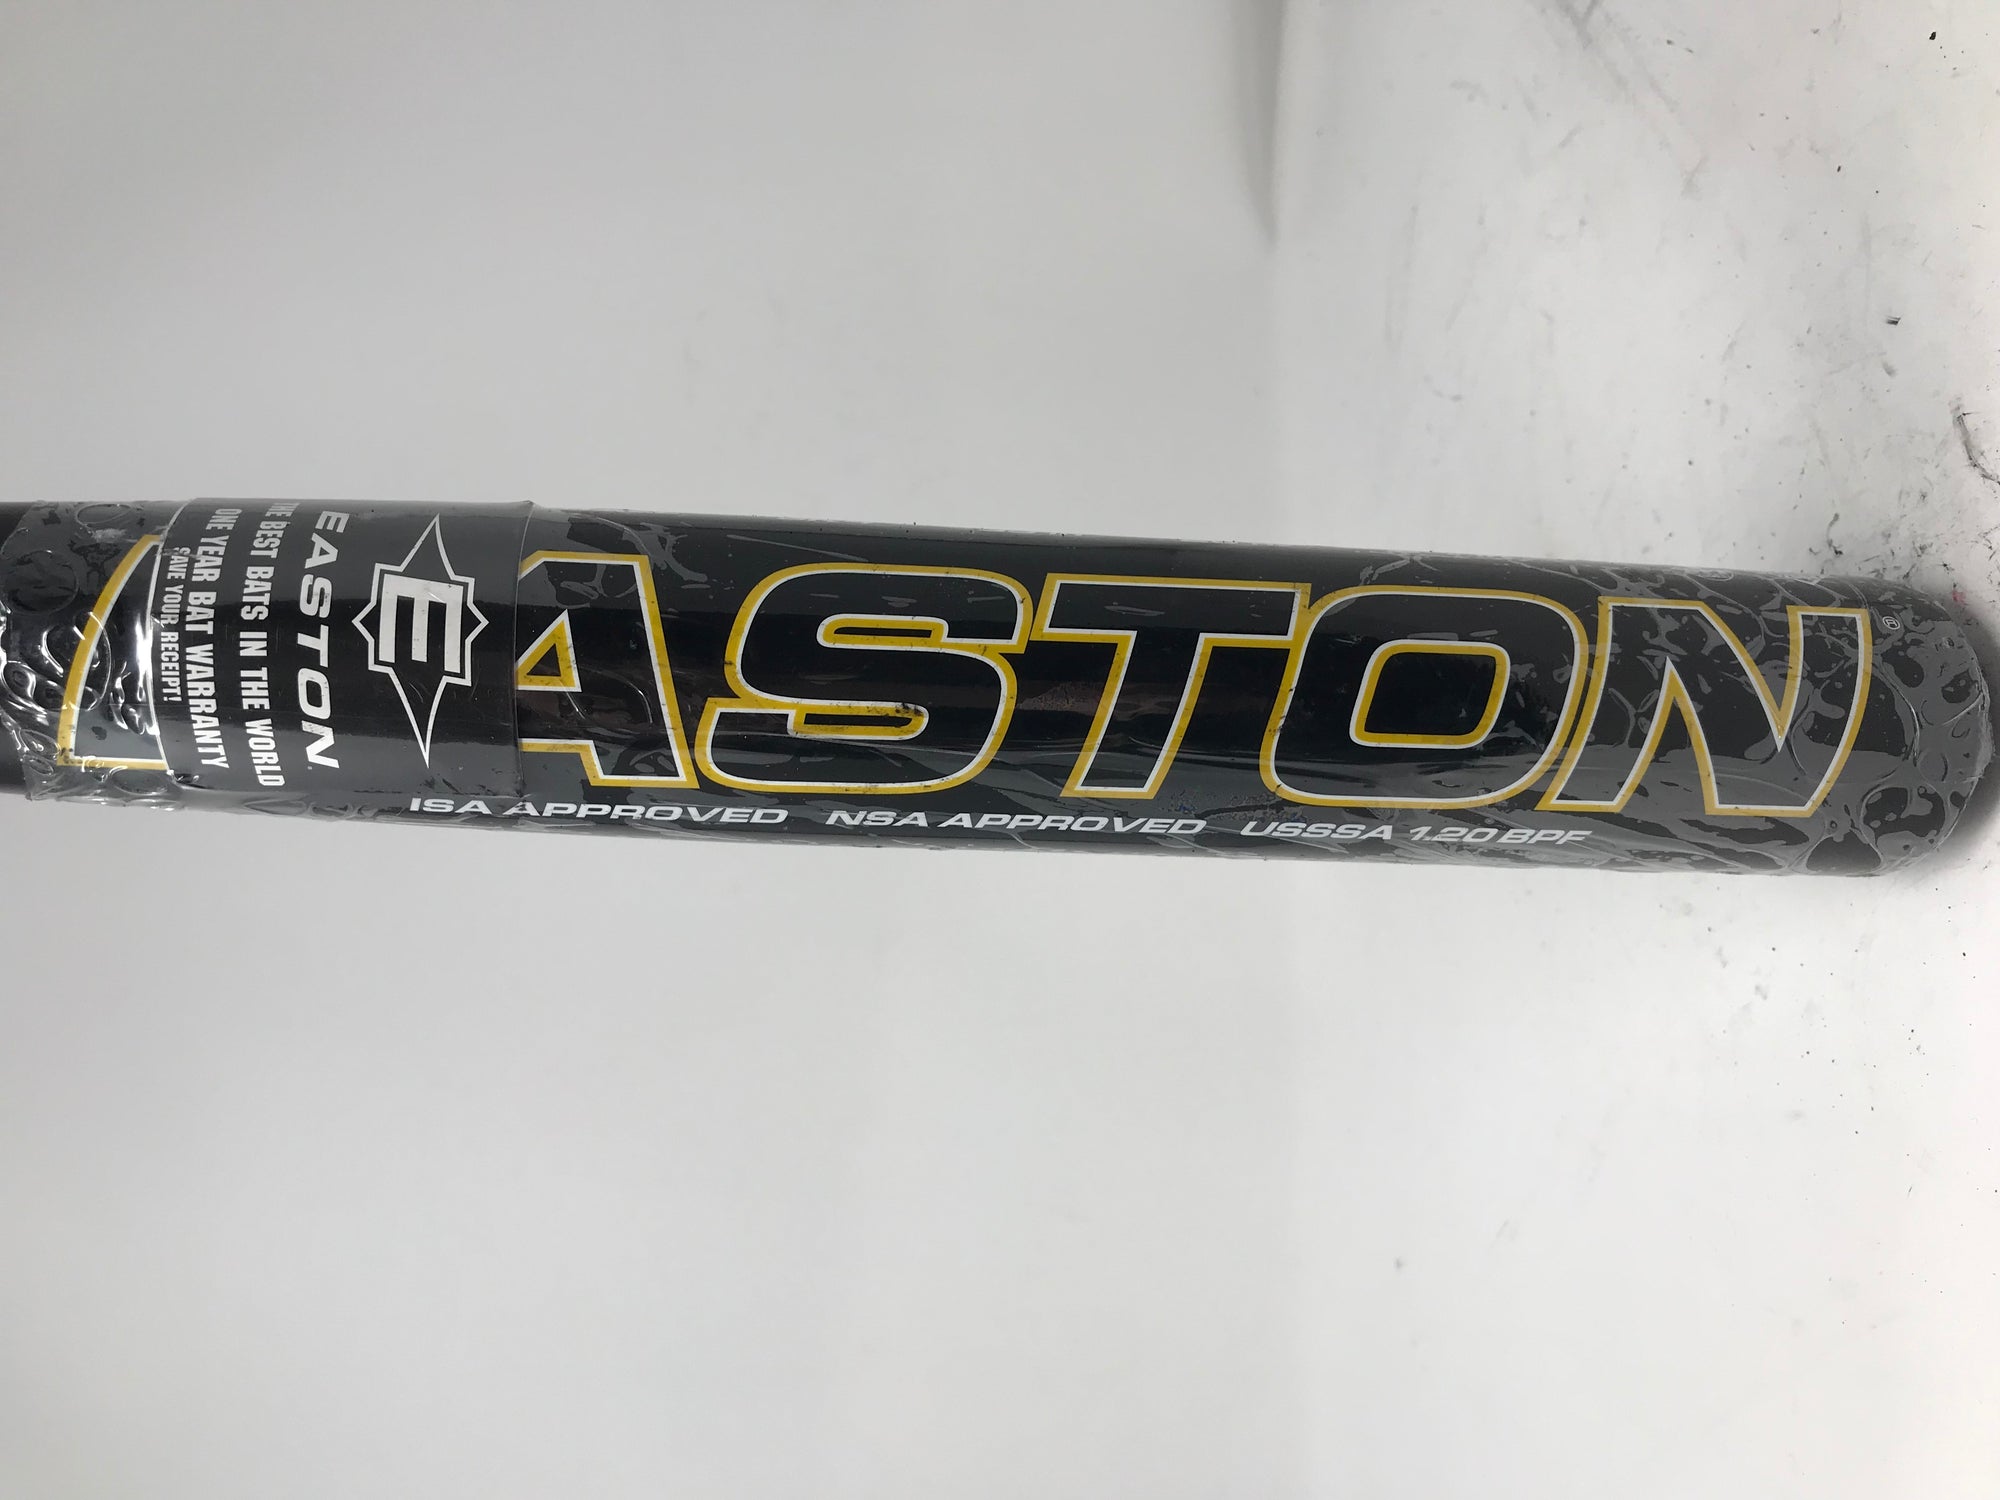 EASTON®
ISA APPROVED NSA APPROVED USSSA 1.20 BPF
E
EASTON
THE BEST BATS IN THE WORLD
ONE YEAR BAT WARRANTY
SAVE YOUR RECEIPT!